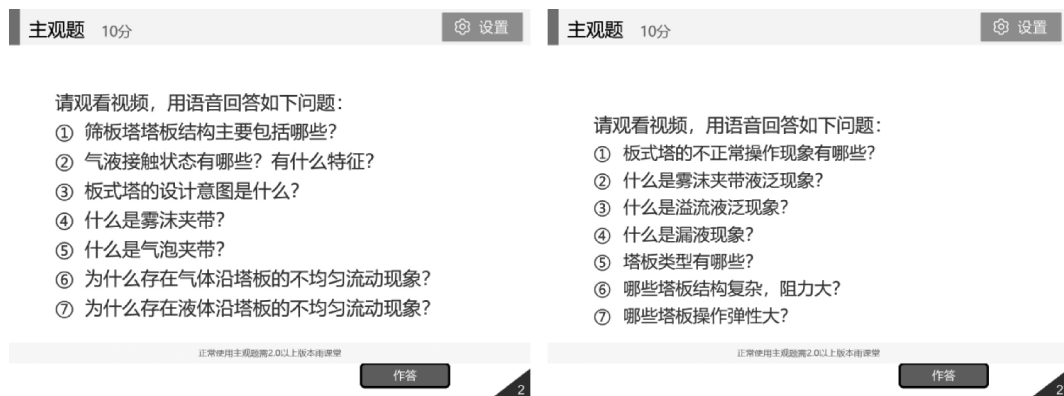 主观题 10分
设置
请观看视频，用语音回答如下问题：
① 筛板塔塔板结构主要包括哪些？
② 气液接触状态有哪些？有什么特征？
③ 板式塔的设计意图是什么？
④ 什么是雾沫夹带？
⑤ 什么是气泡夹带？
⑥ 为什么存在气体沿塔板的不均匀流动现象？
⑦ 为什么存在液体沿塔板的不均匀流动现象？
正常使用主观题需2.0以上版本雨课堂
作答
2
主观题 10分
设置
请观看视频，用语音回答如下问题：
① 板式塔的不正常操作现象有哪些？
② 什么是雾沫夹带液泛现象？
③ 什么是溢流液泛现象？
④ 什么是漏液现象？
⑤ 塔板类型有哪些？
⑥ 哪些塔板结构复杂，阻力大？
⑦ 哪些塔板操作弹性大？
正常使用主观题需2.0以上版本雨课堂
作答
2